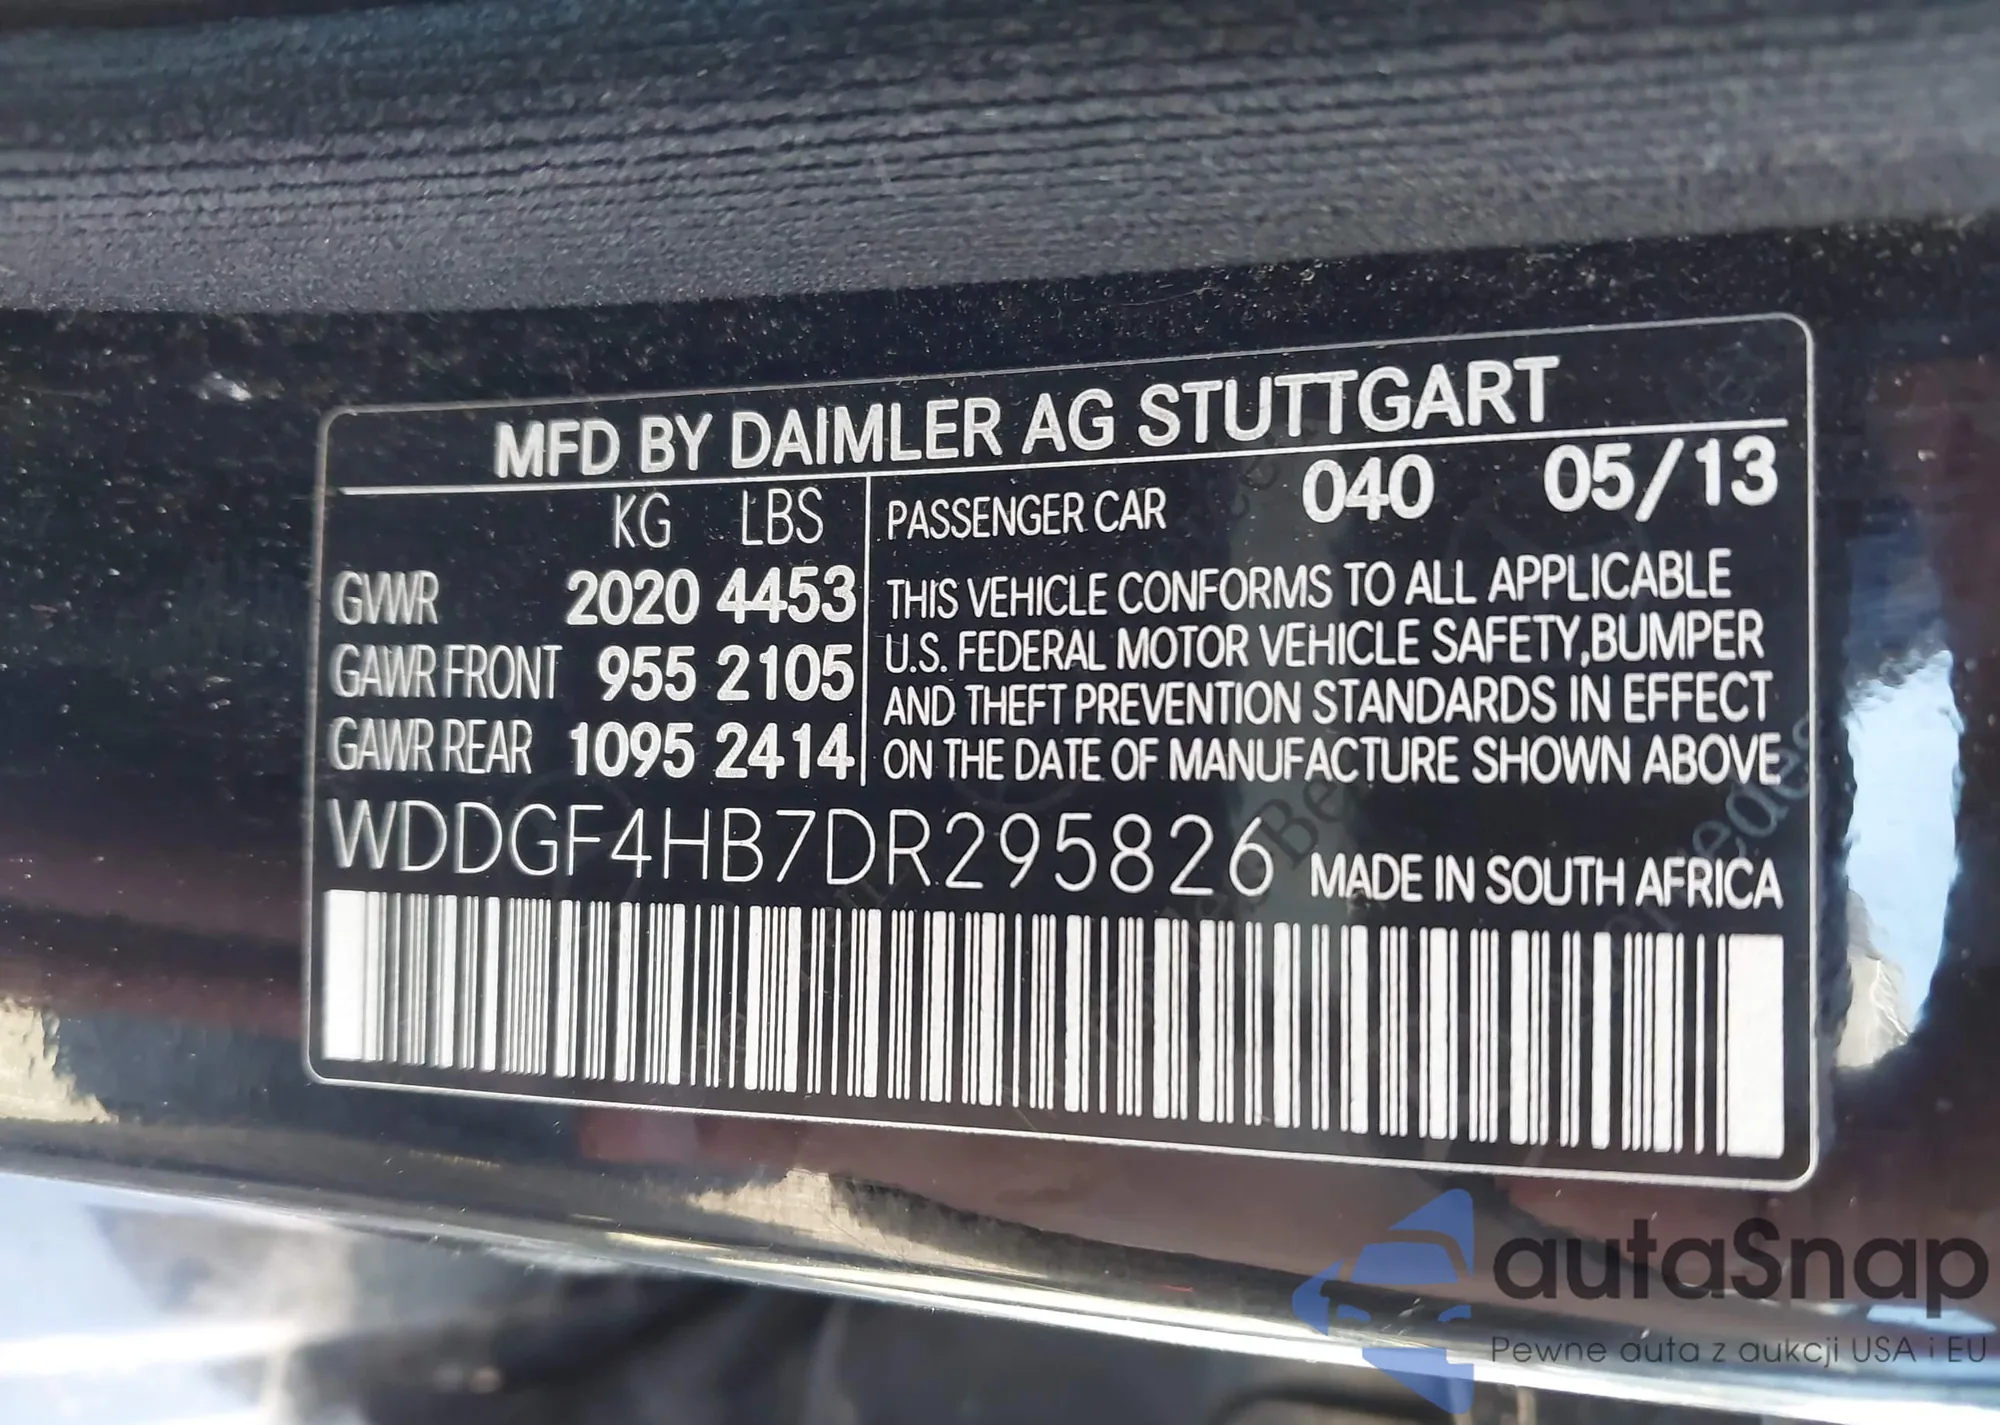 MFD BY DAIMLER AG STUTTGART
KG LBS
GVWR 2020 4453
GAWR FRONT 955 2105
GAWR REAR 1095 2414
PASSENGER CAR 040 05/13
THIS VEHICLE CONFORMS TO ALL APPLICABLE
U.S. FEDERAL MOTOR VEHICLE SAFETY,BUMPER
AND THEFT PREVENTION STANDARDS IN EFFECT
ON THE DATE OF MANUFACTURE SHOWN ABOVE
WDDGF4HB7DR295826 MADE IN SOUTH AFRICA
autaSnap
Pewne auta z aukcji USA i EU